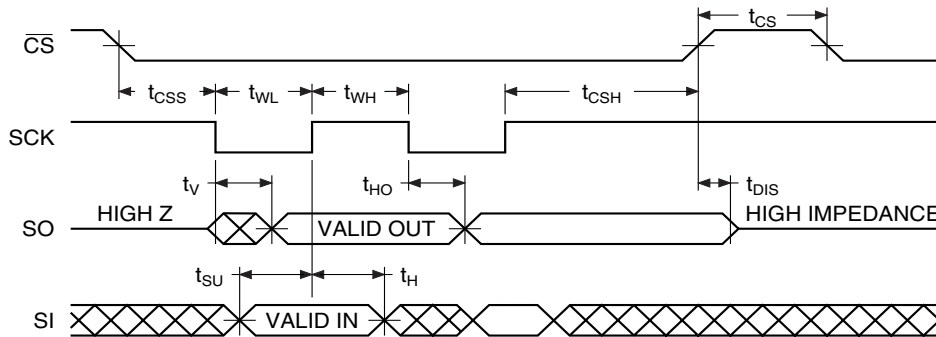 CS
tCS
tCSS
tWL
tWH
tCSH
SCK
tV
tHO
tDIS
SO
HIGH Z
VALID OUT
HIGH IMPEDANCE
tSU
tH
SI
VALID IN